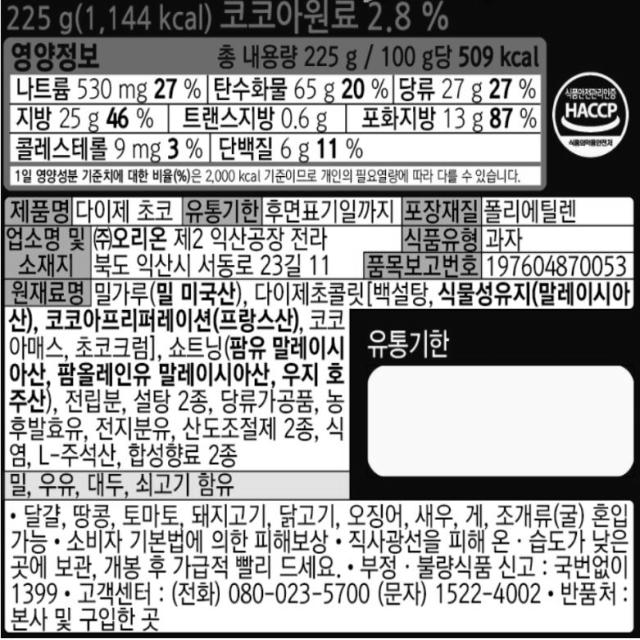 225 g(1,144 kcal) 코코아원료 2.8 %
영양정보 총 내용량 225 g / 100 g당 509 kcal
나트륨 530 mg 27 % 탄수화물 65 g 20 % 당류 27 g 27 %
지방 25 g 46 % 트랜스지방 0.6 g 포화지방 13 g 87 %
콜레스테롤 9 mg 3 % 단백질 6 g 11 %
1일 영양성분 기준치에 대한 비율(%)은 2,000 kcal 기준이므로 개인의 필요열량에 따라 다를 수 있습니다.
식품안전관리인증
HACCP
식품의약품안전처
제품명 다이제 초코 유통기한 후면표기일까지 포장재질 폴리에틸렌
업소명 및 소재지 ㈜오리온 제2 익산공장 전라 식품유형 과자
북도 익산시 서동로 23길 11 품목보고번호 197604870053
원재료명 밀가루(밀 미국산), 다이제초콜릿[백설탕, 식물성유지(말레이시아
산), 코코아프리퍼레이션(프랑스산), 코코
아매스, 초코크럼], 쇼트닝(팜유 말레이시
아산, 팜올레인유 말레이시아산, 우지 호
주산), 전립분, 설탕 2종, 당류가공품, 농
후발효유, 전지분유, 산도조절제 2종, 식
염, L-주석산, 합성향료 2종
유통기한
밀, 우유, 대두, 쇠고기 함유
• 달걀, 땅콩, 토마토, 돼지고기, 닭고기, 오징어, 새우, 게, 조개류(굴) 혼입
가능 • 소비자 기본법에 의한 피해보상 • 직사광선을 피해 온 · 습도가 낮은
곳에 보관, 개봉 후 가급적 빨리 드세요. • 부정 · 불량식품 신고 : 국번없이
1399 • 고객센터 : (전화) 080-023-5700 (문자) 1522-4002 • 반품처 :
본사 및 구입한 곳